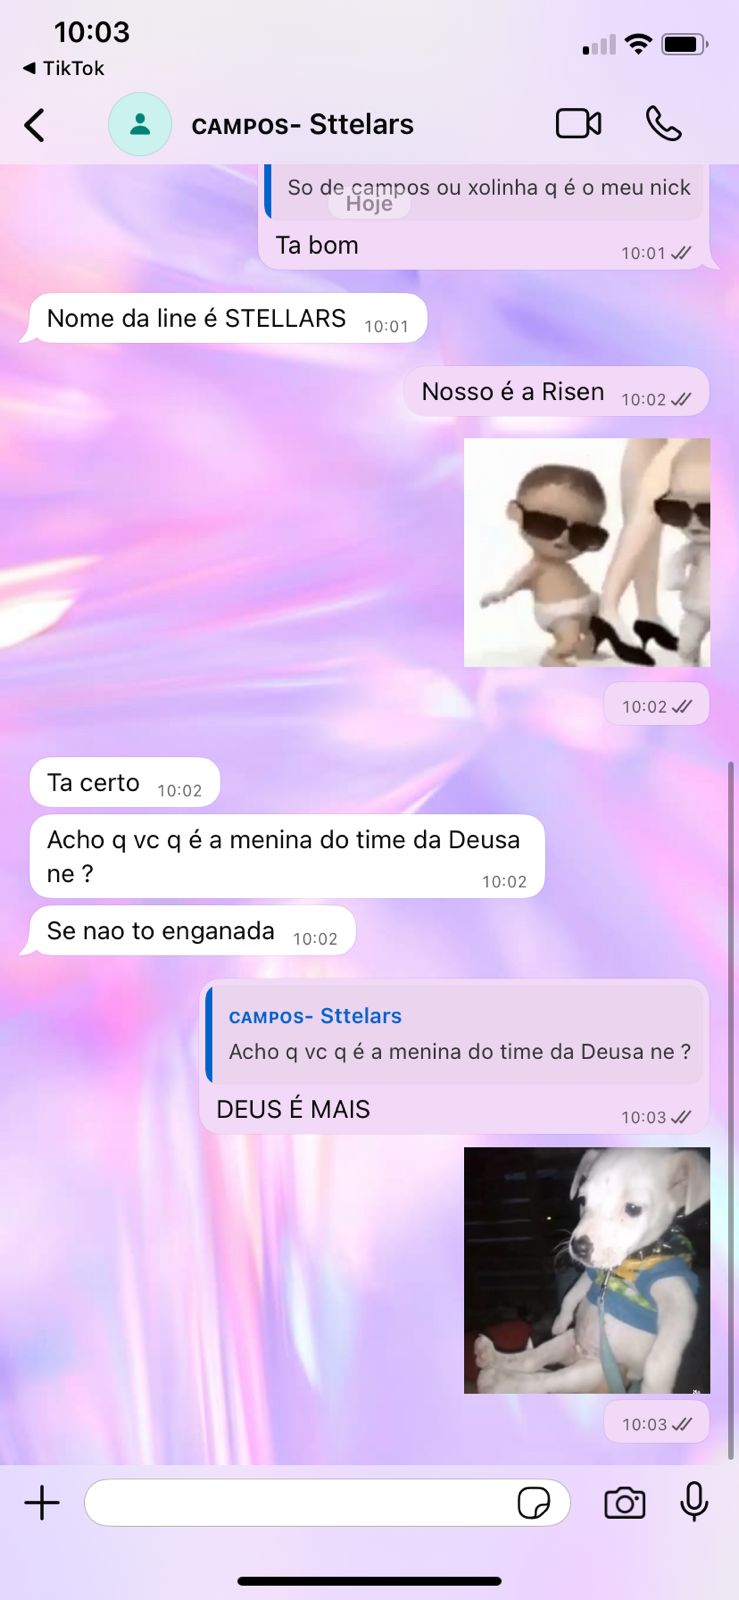 10:03
◀ TikTok
CAMPOS- Sttelars
So de campos ou xolinha q é o meu nick
Hoje
Ta bom
10:01
Nome da line é STELLARS 10:01
Nosso é a Risen 10:02
10:02
Ta certo 10:02
Acho q vc q é a menina do time da Deusa
ne ?
10:02
Se nao to enganada 10:02
CAMPOS- Sttelars
Acho q vc q é a menina do time da Deusa ne ?
DEUS É MAIS
10:03
10:03